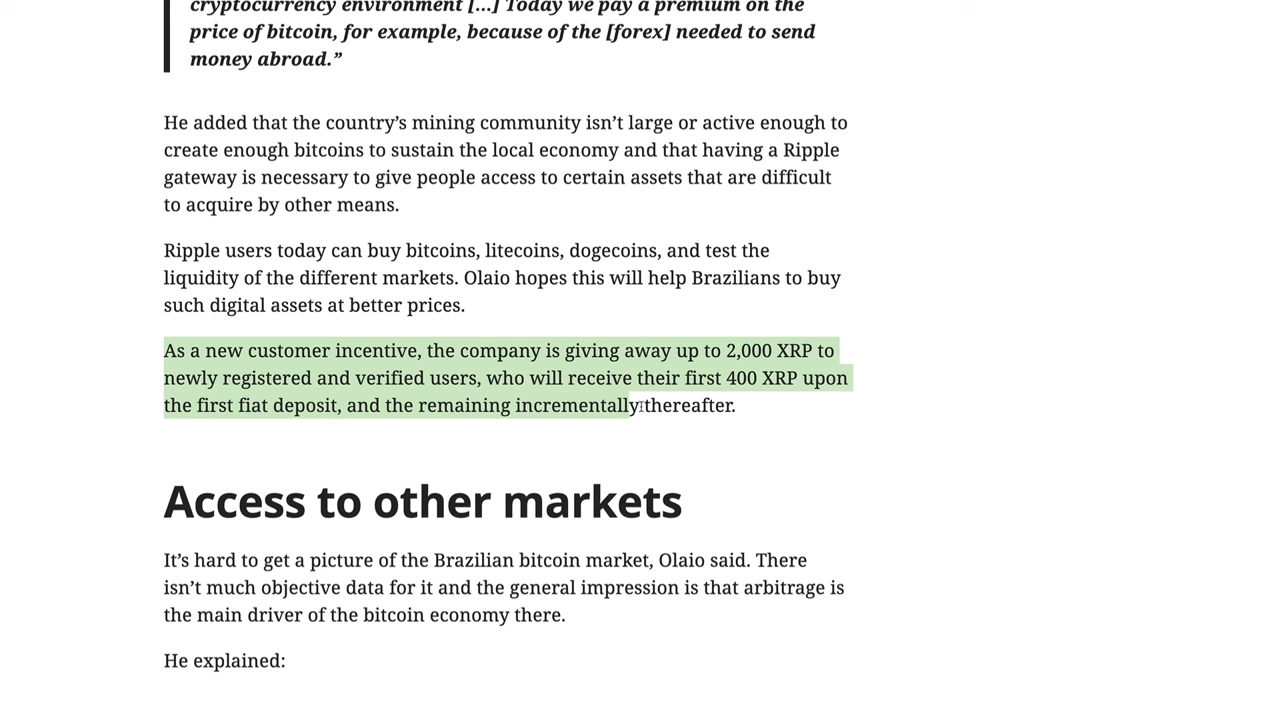 cryptocurrency environment [...] Today we pay a premium on the
price of bitcoin, for example, because of the [forex] needed to send
money abroad.”
He added that the country’s mining community isn’t large or active enough to
create enough bitcoins to sustain the local economy and that having a Ripple
gateway is necessary to give people access to certain assets that are difficult
to acquire by other means.
Ripple users today can buy bitcoins, litecoins, dogecoins, and test the
liquidity of the different markets. Olaio hopes this will help Brazilians to buy
such digital assets at better prices.
As a new customer incentive, the company is giving away up to 2,000 XRP to
newly registered and verified users, who will receive their first 400 XRP upon
the first fiat deposit, and the remaining incrementally thereafter.
Access to other markets
It’s hard to get a picture of the Brazilian bitcoin market, Olaio said. There
isn’t much objective data for it and the general impression is that arbitrage is
the main driver of the bitcoin economy there.
He explained: